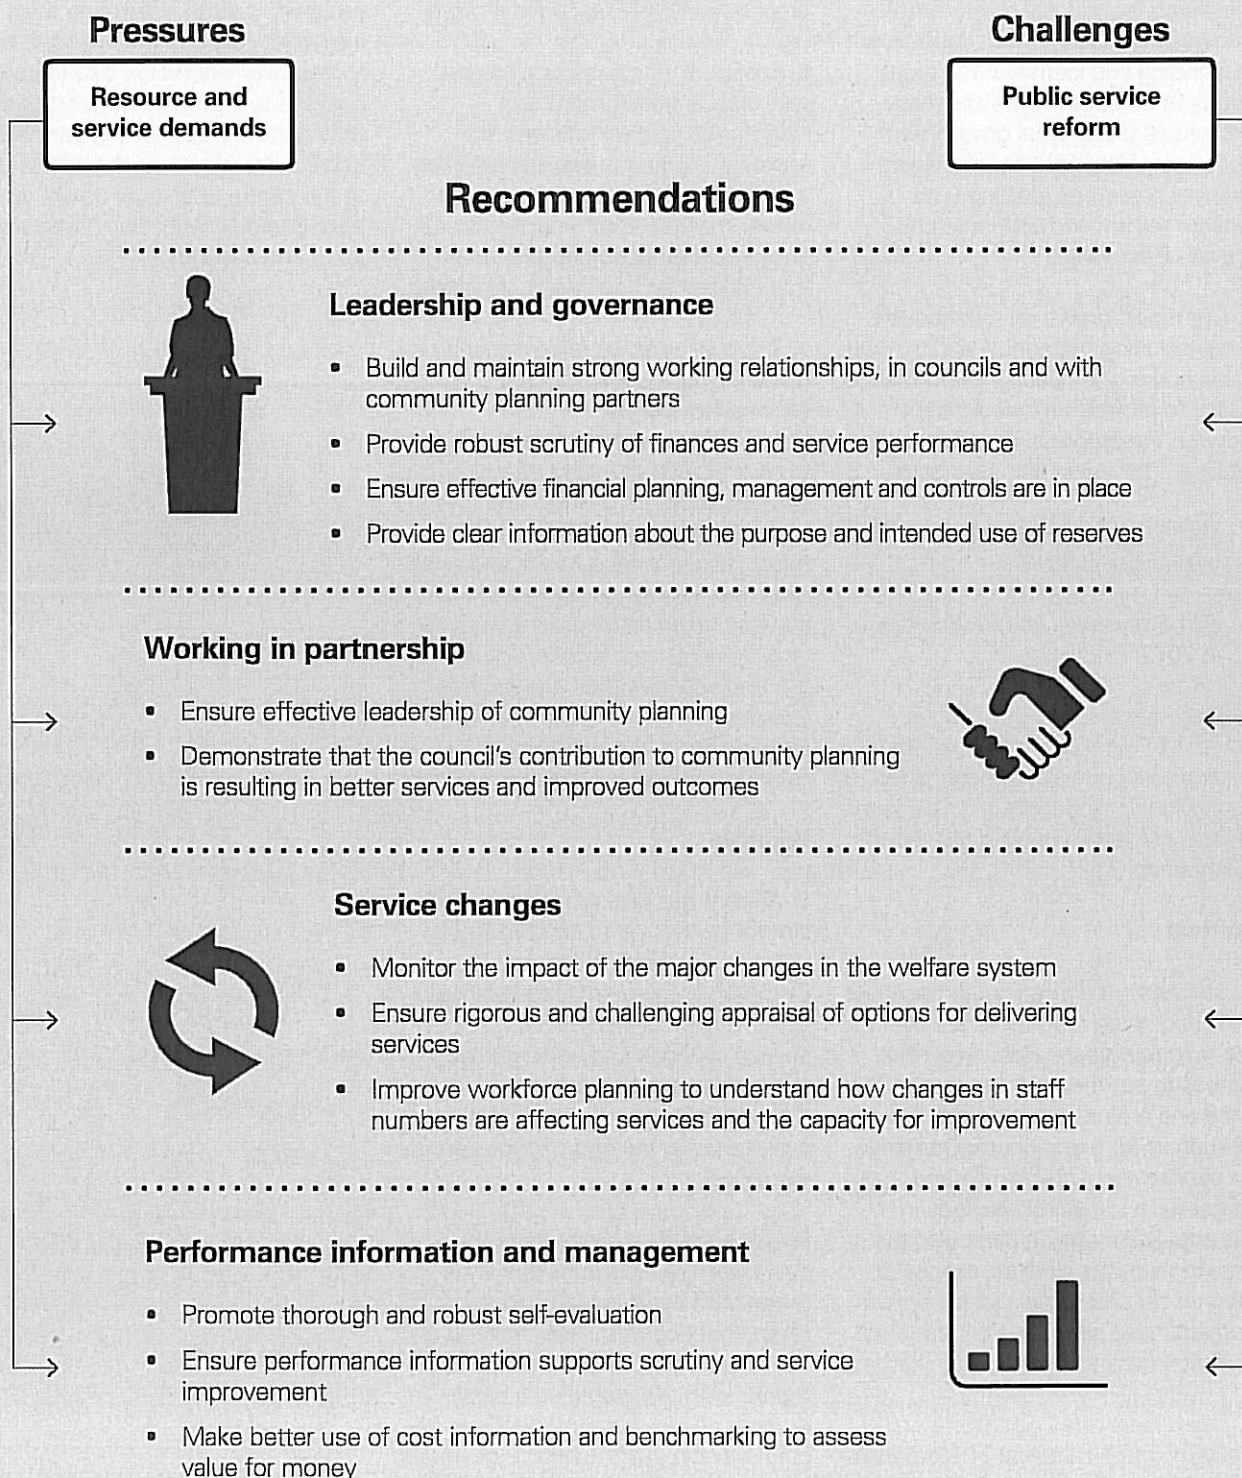 Pressures
Challenges
Resource and
service demands
Public service
reform
Recommendations
Leadership and governance
▪ Build and maintain strong working relationships, in councils and with
community planning partners
▪ Provide robust scrutiny of finances and service performance
▪ Ensure effective financial planning, management and controls are in place
▪ Provide clear information about the purpose and intended use of reserves
Working in partnership
▪ Ensure effective leadership of community planning
▪ Demonstrate that the council's contribution to community planning
is resulting in better services and improved outcomes
Service changes
▪ Monitor the impact of the major changes in the welfare system
▪ Ensure rigorous and challenging appraisal of options for delivering
services
▪ Improve workforce planning to understand how changes in staff
numbers are affecting services and the capacity for improvement
Performance information and management
▪ Promote thorough and robust self-evaluation
▪ Ensure performance information supports scrutiny and service
improvement
▪ Make better use of cost information and benchmarking to assess
value for money